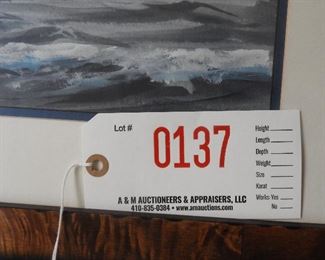 Lot #
0137
Height
Length
Depth
Weight
Size
Karat
Works-Yes
No
A & M AUCTIONEERS & APPRAISERS, LLC
410-835-0384 • www.amauctions.com